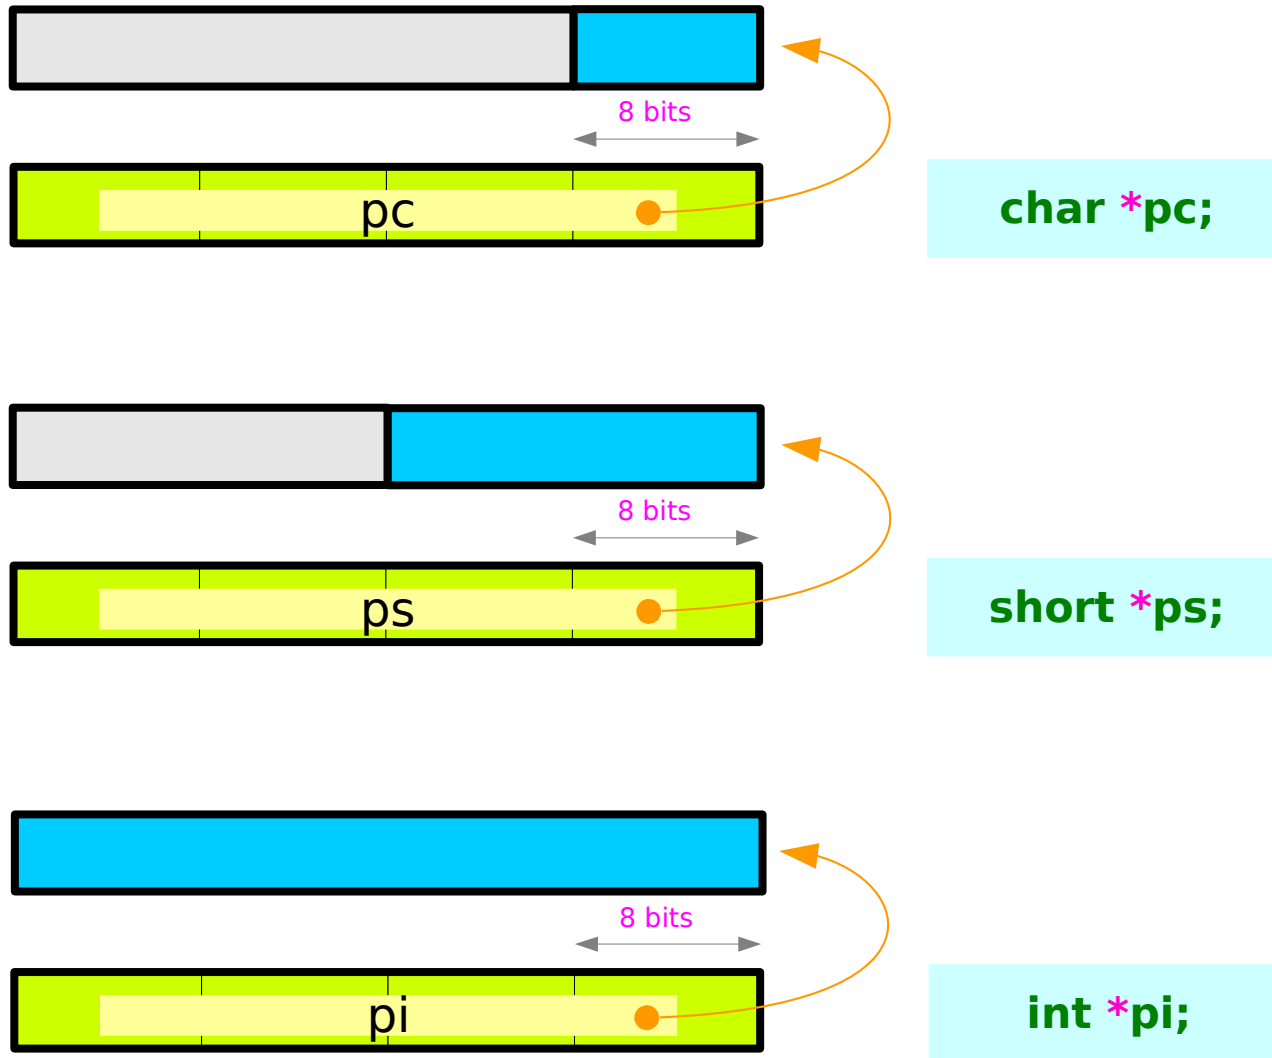 8 bits
pc
char *pc;
8 bits
ps
short *ps;
8 bits
pi
int *pi;